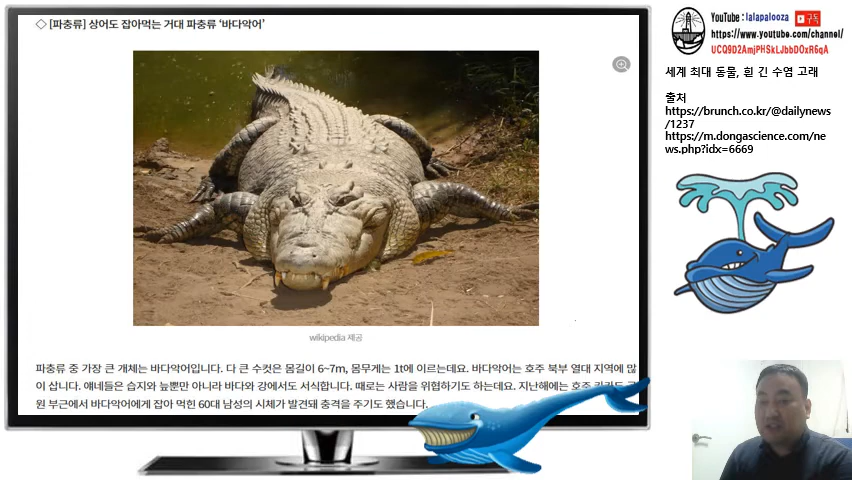 ◇ [파충류] 상어도 잡아먹는 거대 파충류 ‘바다악어’
wikipedia 제공
파충류 중 가장 큰 개체는 바다악어입니다. 다 큰 수컷은 몸길이 6~7m, 몸무게는 1t에 이르는데요. 바다악어는 호주 북부 열대 지역에 많
이 삽니다. 얘네들은 습지와 늪뿐만 아니라 바다와 강에서도 서식합니다. 때로는 사람을 위협하기도 하는데요. 지난해에는 호주
원 부근에서 바다악어에게 잡아 먹힌 60대 남성의 시체가 발견돼 충격을 주기도 했습니다.
YouTube : lalapalooza 구독
https://www.youtube.com/channel/
UCQ9D2AmjPHSkLJbbDOxR6qA
세계 최대 동물, 흰 긴 수염 고래
출처
https://brunch.co.kr/@dailynews
/1237
https://m.dongascience.com/ne
ws.php?idx=6669